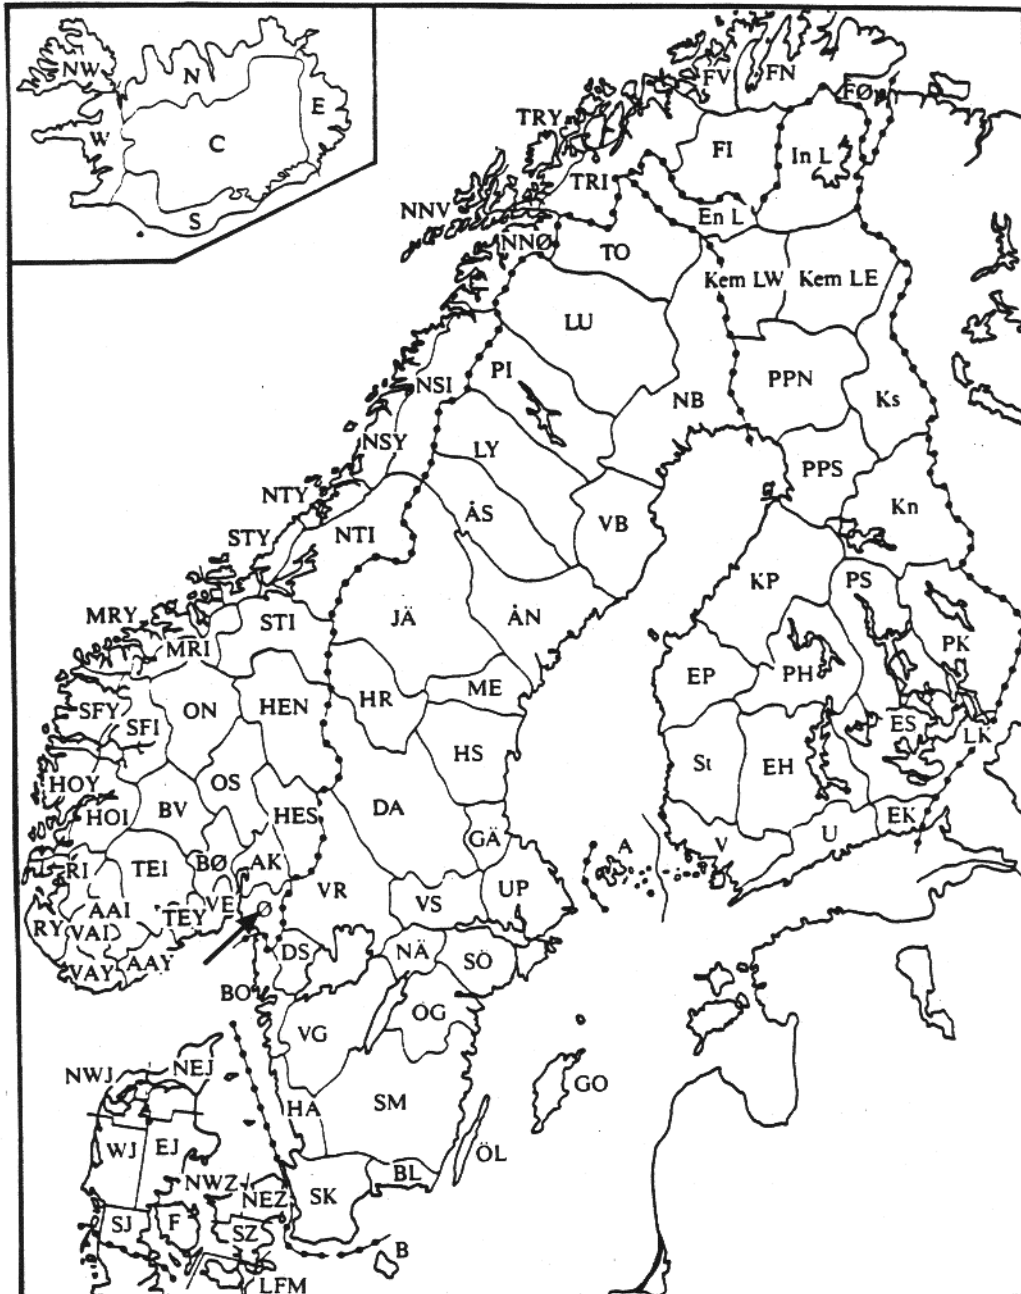 NW
N
E
W
C
S
FV
FN
FØ
TRY
FI
In L
TRI
En L
NNV
NNØ
TO
Kem LW
Kem LE
LU
PI
PPN
NSI
NB
Ks
NSY
LY
PPS
NTY
ÅS
VB
Kn
STY
NTI
KP
PS
MRY
STI
JÄ
ÅN
MRI
PK
EP
PH
ME
HR
SFY
ON
HEN
SFI
ES
LK
HS
St
EH
HOY
OS
HOI
BV
DA
HES
EK
U
GÄ
V
A
RI
TEI
BØ
AK
VR
VS
UP
VE
AAI
TEY
Ø
RY
VAI
DS
NÄ
SÖ
VAY
AAY
BO
ÖG
VG
NEJ
NWJ
GO
HA
SM
WJ
EJ
ÖL
NWZ
BL
NEZ
SK
SJ
F
SZ
B
LFM